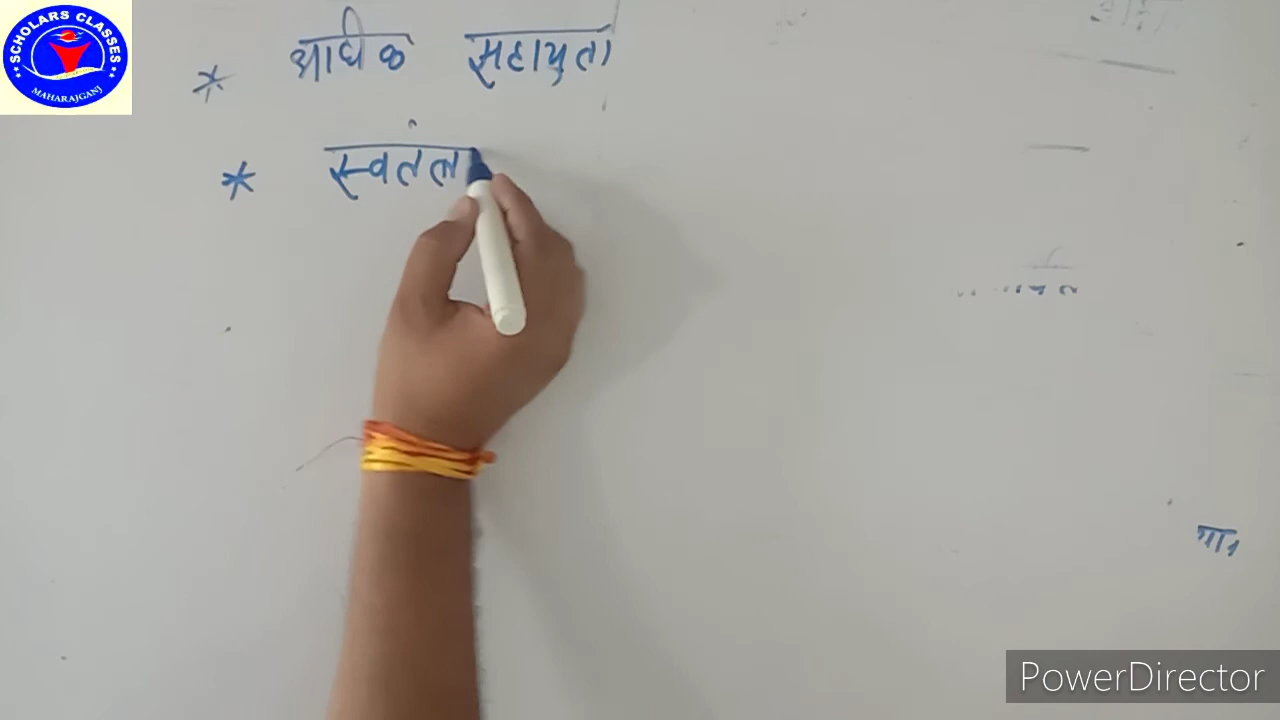 SCHOLARS CLASSES
MAHARAJGANJ
* आर्थिक सहायता
* स्वतंत्र
PowerDirector